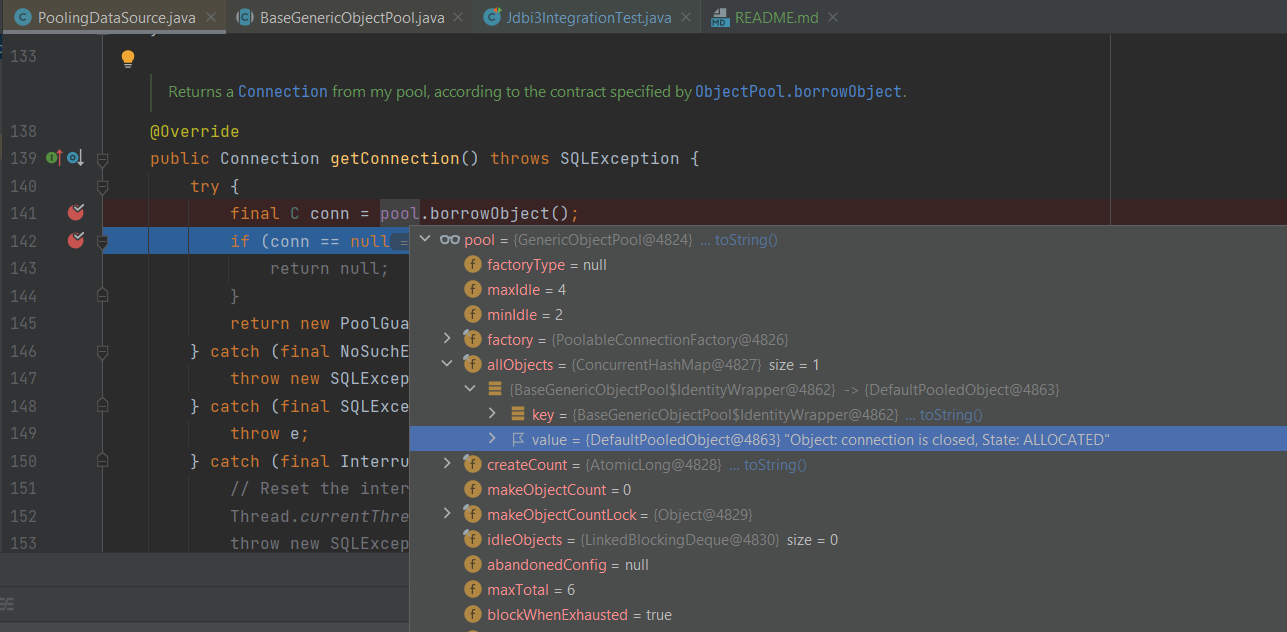 PoolingDataSource.java × BaseGenericObjectPool.java × Jdbi3IntegrationTest.java × README.md ×
133
Returns a Connection from my pool, according to the contract specified by ObjectPool.borrowObject.
138 @Override
139 public Connection getConnection() throws SQLException {
140 try {
141 final C conn = pool.borrowObject();
142 if (conn == null =
143 return null;
144 }
145 return new PoolGua
146 } catch (final NoSuchE
147 throw new SQLExcep
148 } catch (final SQLExce
149 throw e;
150 } catch (final Interru
151 // Reset the inter
152 Thread.currentThre
153 throw new SQLExcep
pool = {GenericObjectPool@4824} ... toString()
factoryType = null
maxIdle = 4
minIdle = 2
factory = {PoolableConnectionFactory@4826}
allObjects = {ConcurrentHashMap@4827} size = 1
{BaseGenericObjectPool$IdentityWrapper@4862} -> {DefaultPooledObject@4863}
key = {BaseGenericObjectPool$IdentityWrapper@4862} ... toString()
value = {DefaultPooledObject@4863} "Object: connection is closed, State: ALLOCATED"
createCount = {AtomicLong@4828} ... toString()
makeObjectCount = 0
makeObjectCountLock = {Object@4829}
idleObjects = {LinkedBlockingDeque@4830} size = 0
abandonedConfig = null
maxTotal = 6
blockWhenExhausted = true